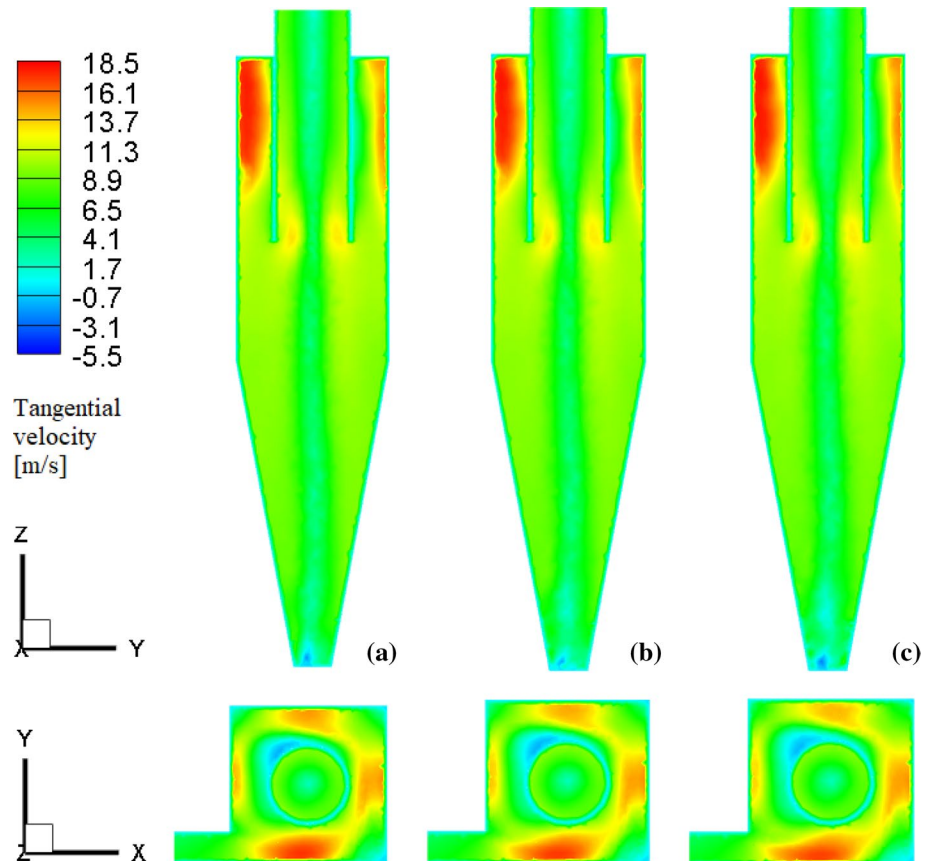 18.5
16.1
13.7
11.3
8.9
6.5
4.1
1.7
-0.7
-3.1
-5.5
Tangential
velocity
[m/s]
Z
X Y
(a) (b) (c)
Y
Z X